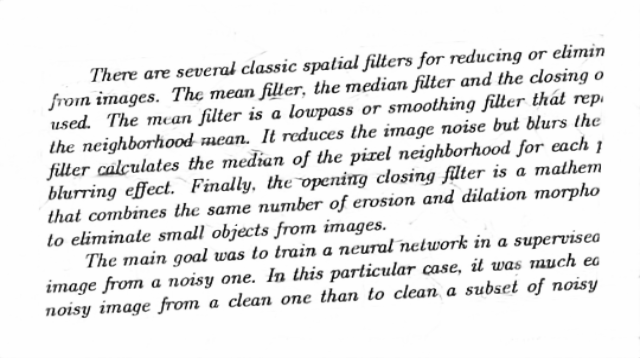 There are several classic spatial filters for reducing or elimin
from images. The mean filter, the median filter and the closing o
used. The mean filter is a lowpass or smoothing filter that rep
the neighborhood mean. It reduces the image noise but blurs the
filter calculates the median of the pixel neighborhood for each
blurring effect. Finally, the opening closing filter is a mathem
that combines the same number of erosion and dilation morpho
to eliminate small objects from images.
The main goal was to train a neural network in a supervised
image from a noisy one. In this particular case, it was much ea
noisy image from a clean one than to clean a subset of noisy